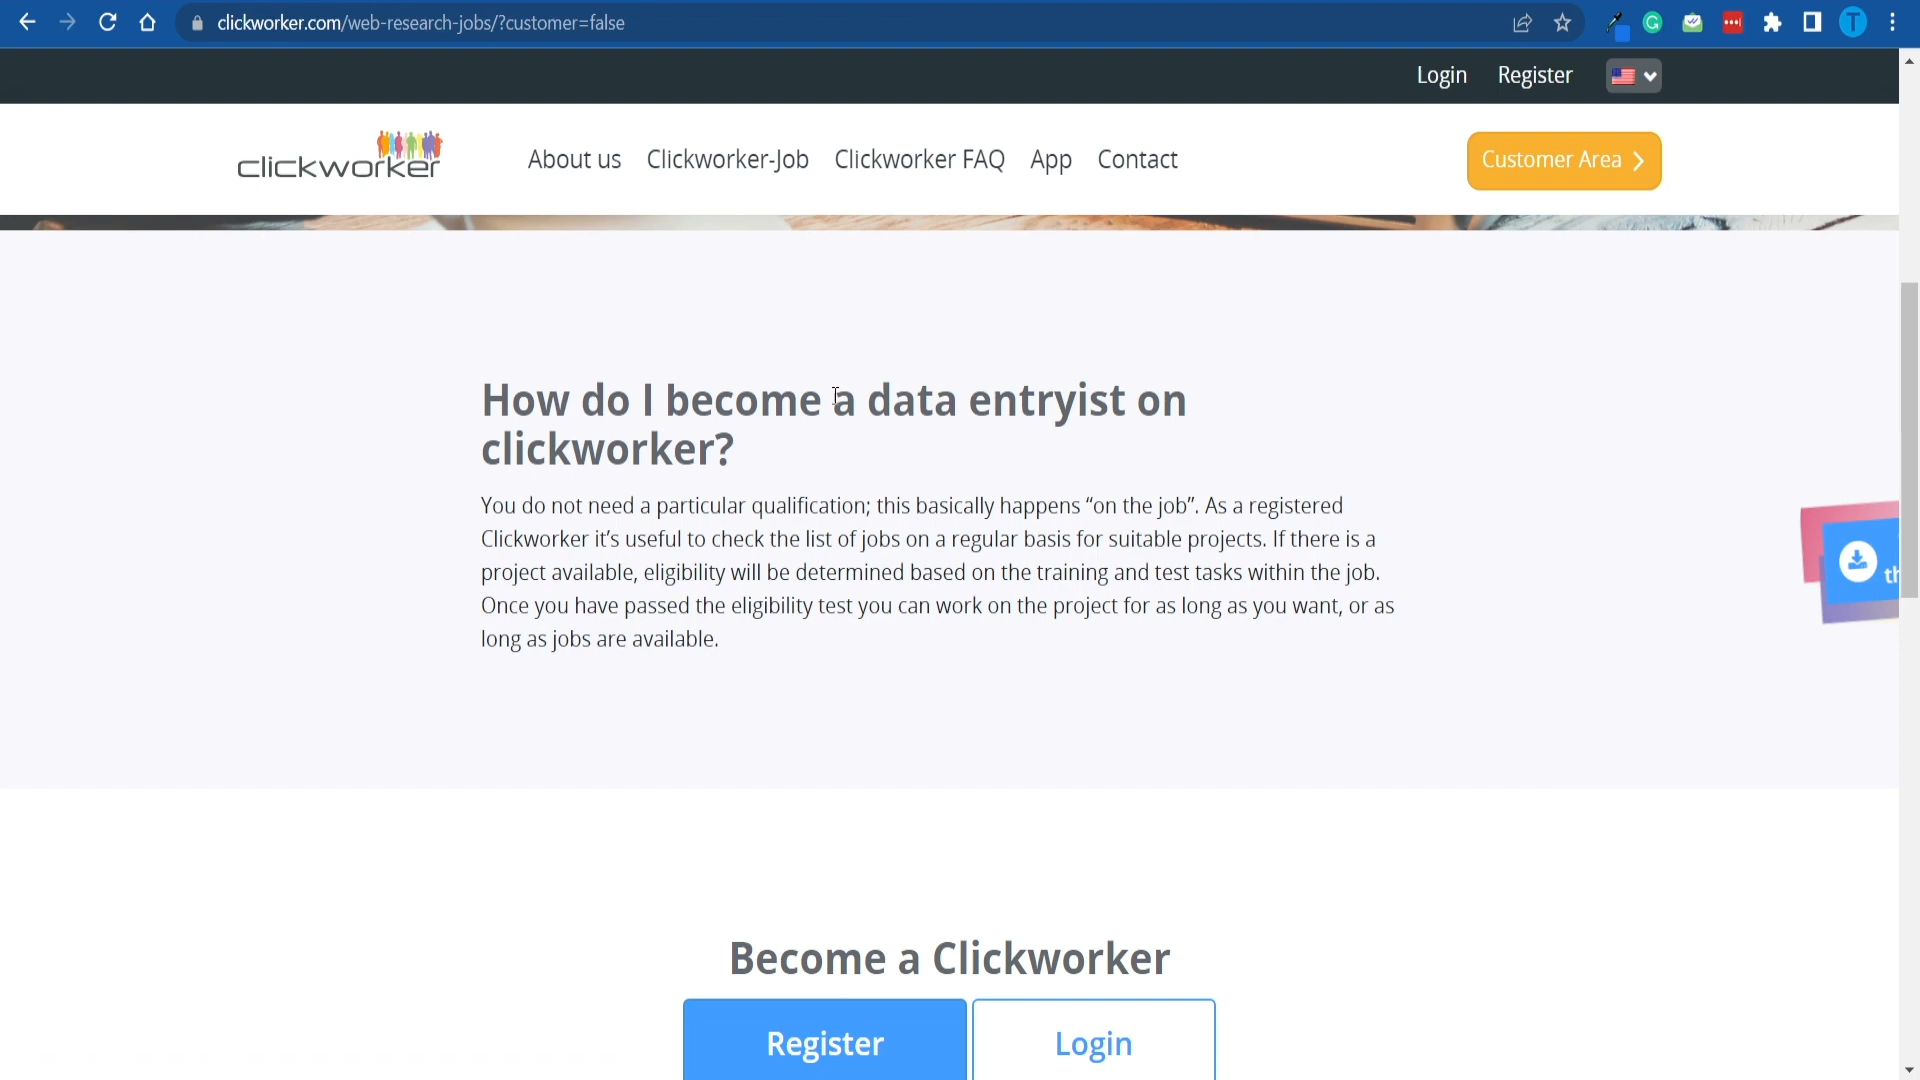 clickworker.com/web-research-jobs/?customer=false
T
Login Register
clickworker
About us Clickworker-Job Clickworker FAQ App Contact
Customer Area
How do I become a data entryist on
clickworker?
You do not need a particular qualification; this basically happens “on the job”. As a registered
Clickworker it’s useful to check the list of jobs on a regular basis for suitable projects. If there is a
project available, eligibility will be determined based on the training and test tasks within the job.
Once you have passed the eligibility test you can work on the project for as long as you want, or as
long as jobs are available.
th
Become a Clickworker
Register Login